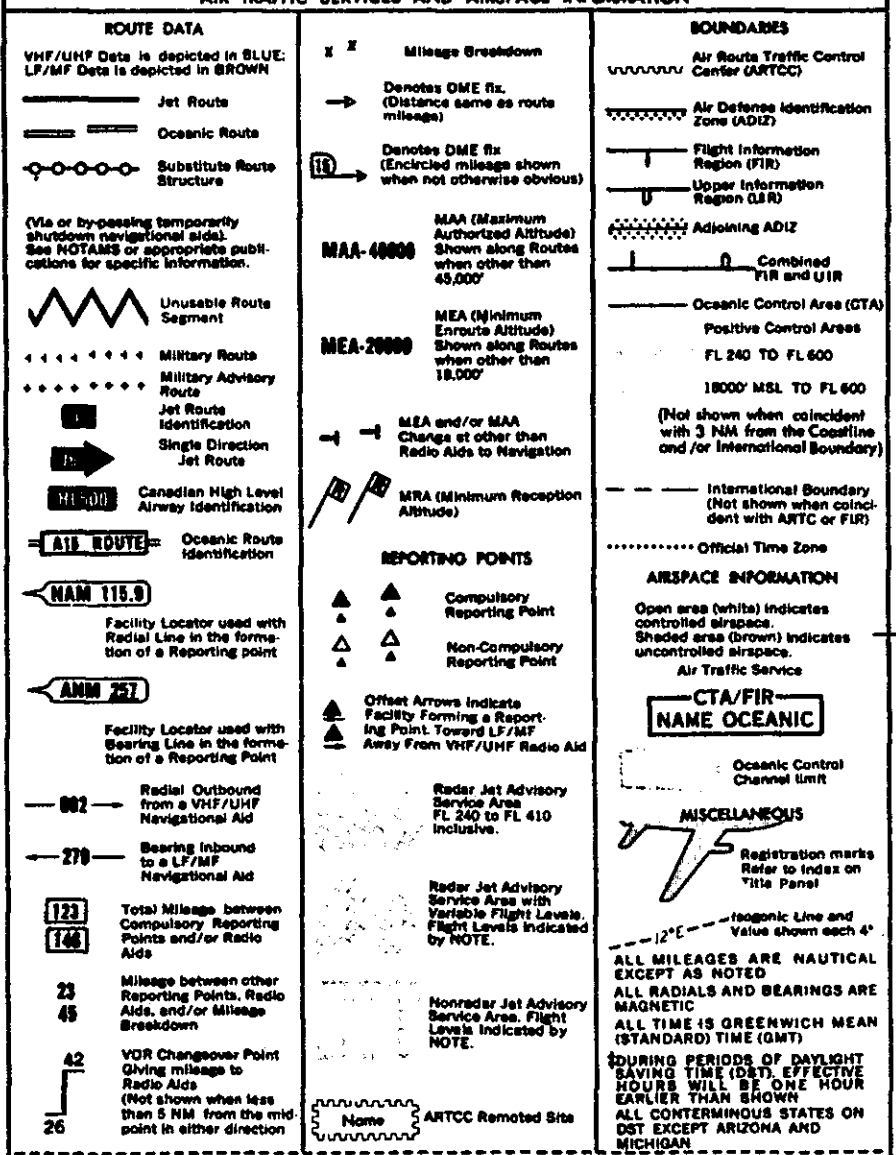 AIR TRAFFIC SERVICES AND AIRSPACE INFORMATION
ROUTE DATA
VHF/UHF Data is depicted in BLUE:
LF/MF Data is depicted in BROWN
Jet Route
Oceanic Route
Substitute Route
Structure
(Via or by-passing temporarily
shutdown navigational aids).
See NOTAMS or appropriate publi-
cations for specific information.
Unusable Route
Segment
Military Route
Military Advisory
Route
Jet Route
Identification
Single Direction
Jet Route
HL500
Canadian High Level
Airway Identification
A15 ROUTE
Oceanic Route
Identification
NAM 115.9
Facility Locator used with
Radial Line in the forma-
tion of a Reporting point
ANM 257
Facility Locator used with
Bearing Line in the forma-
tion of a Reporting Point
002
Radial Outbound
from a VHF/UHF
Navigational Aid
270
Bearing Inbound
to a LF/MF
Navigational Aid
123
146
Total Mileage between
Compulsory Reporting
Points and/or Radio
Aids
23
45
Mileage between other
Reporting Points, Radio
Aids, and/or Mileage
Breakdown
42
26
VOR Changeover Point
Giving mileage to
Radio Aids
(Not shown when less
than 5 NM from the mid-
point in either direction
x x
Mileage Breakdown
Denotes DME fix.
(Distance same as route
mileage)
15
Denotes DME fix
(Encircled mileage shown
when not otherwise obvious)
MAA-40000
MAA (Maximum
Authorized Altitude)
Shown along Routes
when other than
45,000'
MEA-20000
MEA (Minimum
Enroute Altitude)
Shown along Routes
when other than
18,000'
MEA and/or MAA
Change at other than
Radio Aids to Navigation
MRA (Minimum Reception
Altitude)
REPORTING POINTS
Compulsory
Reporting Point
Non-Compulsory
Reporting Point
Offset Arrows Indicate
Facility Forming a Report-
ing Point. Toward LF/MF
Away From VHF/UHF Radio Aid
Radar Jet Advisory
Service Area
FL 240 to FL 410
Inclusive.
Radar Jet Advisory
Service Area with
Variable Flight Levels.
Flight Levels Indicated
by NOTE.
Nonradar Jet Advisory
Service Area. Flight
Levels Indicated by
NOTE.
Name
ARTCC Remoted Site
BOUNDARIES
Air Route Traffic Control
Center (ARTCC)
Air Defense Identification
Zone (ADIZ)
Flight Information
Region (FIR)
Upper Information
Region (UIR)
Adjoining ADIZ
Combined
FIR and UIR
Oceanic Control Area (CTA)
Positive Control Areas
FL 240 TO FL 600
18000' MSL TO FL 600
(Not shown when coincident
with 3 NM from the Coastline
and/or International Boundary)
International Boundary
(Not shown when coinci-
dent with ARTC or FIR)
Official Time Zone
AIRSPACE INFORMATION
Open area (white) indicates
controlled airspace.
Shaded area (brown) indicates
uncontrolled airspace.
Air Traffic Service
CTA/FIR
NAME OCEANIC
Oceanic Control
Channel limit
MISCELLANEOUS
Registration marks
Refer to Index on
Title Panel
12°E
Isogonic Line and
Value shown each 4°
ALL MILEAGES ARE NAUTICAL
EXCEPT AS NOTED
ALL RADIALS AND BEARINGS ARE
MAGNETIC
ALL TIME IS GREENWICH MEAN
(STANDARD) TIME (GMT)
‡DURING PERIODS OF DAYLIGHT
SAVING TIME (DST), EFFECTIVE
HOURS WILL BE ONE HOUR
EARLIER THAN SHOWN
ALL CONTERMINOUS STATES ON
DST EXCEPT ARIZONA AND
MICHIGAN